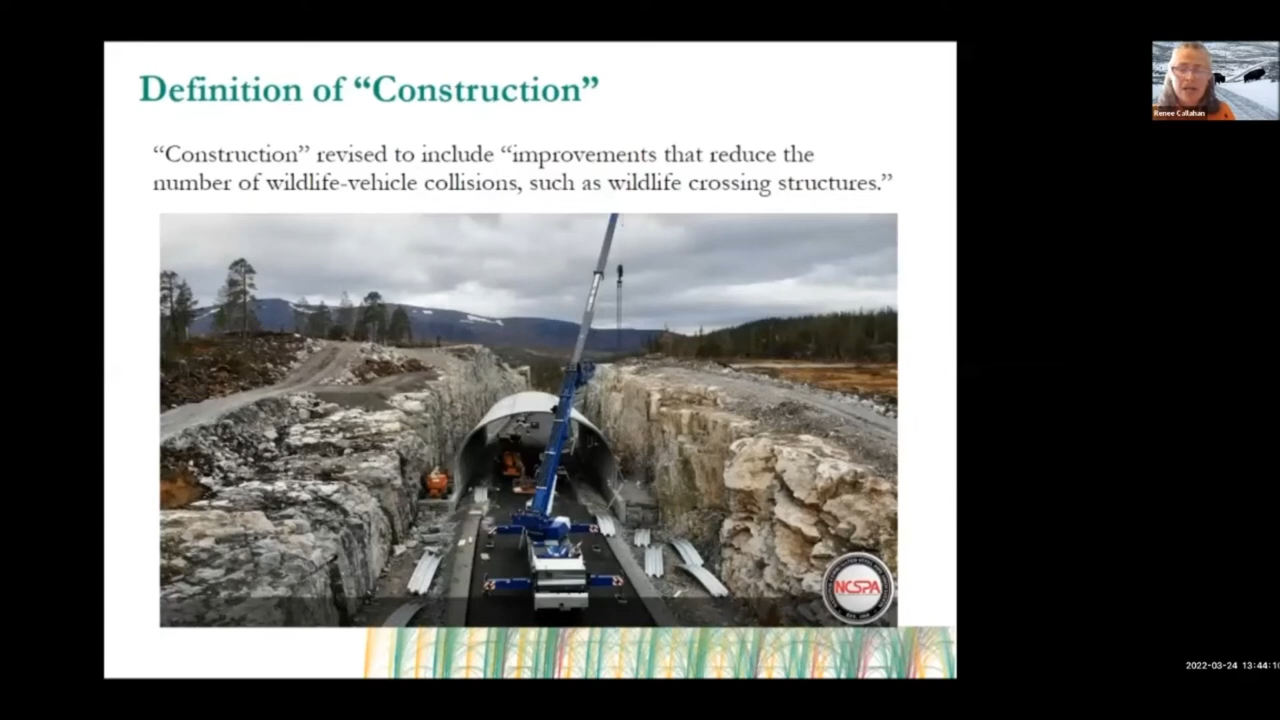 Definition of “Construction”
“Construction” revised to include “improvements that reduce the
number of wildlife-vehicle collisions, such as wildlife crossing structures.”
NCSPA
Renee Callahan
2022-03-24 13:44:1